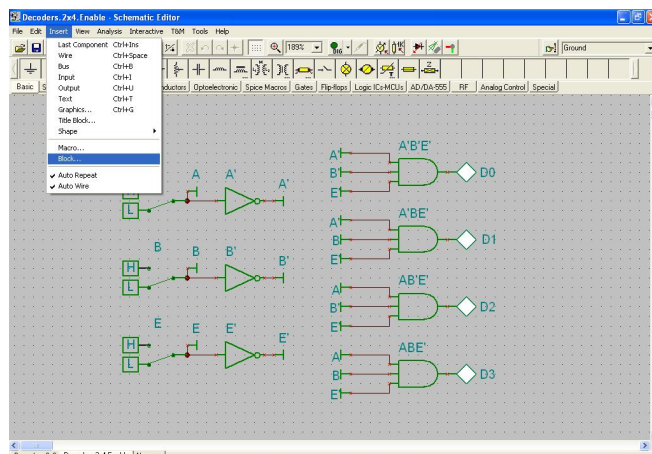 Decoders.2x4.Enable - Schematic Editor
File Edit Insert View Analysis Interactive T&M Tools Help
Last Component Ctrl+Ins
Wire Ctrl+Space
Bus Ctrl+B
Input Ctrl+I
Output Ctrl+U
Text Ctrl+T
Graphics... Ctrl+G
Title Block...
Shape
Macro...
Block...
Auto Repeat
Auto Wire
189%
DIG
Ground
Basic S Optoelectronic Spice Macros Gates Flip-flops Logic ICs-MCUs AD/DA-555 RF Analog Control Special
A A' A'
H
L
B B B' B'
H
L
E E E' E'
H
L
A'B'E'
A'
B'
E'
D0
A'BE'
A'
B
E'
D1
AB'E'
A
B'
E'
D2
ABE'
A
B
E'
D3